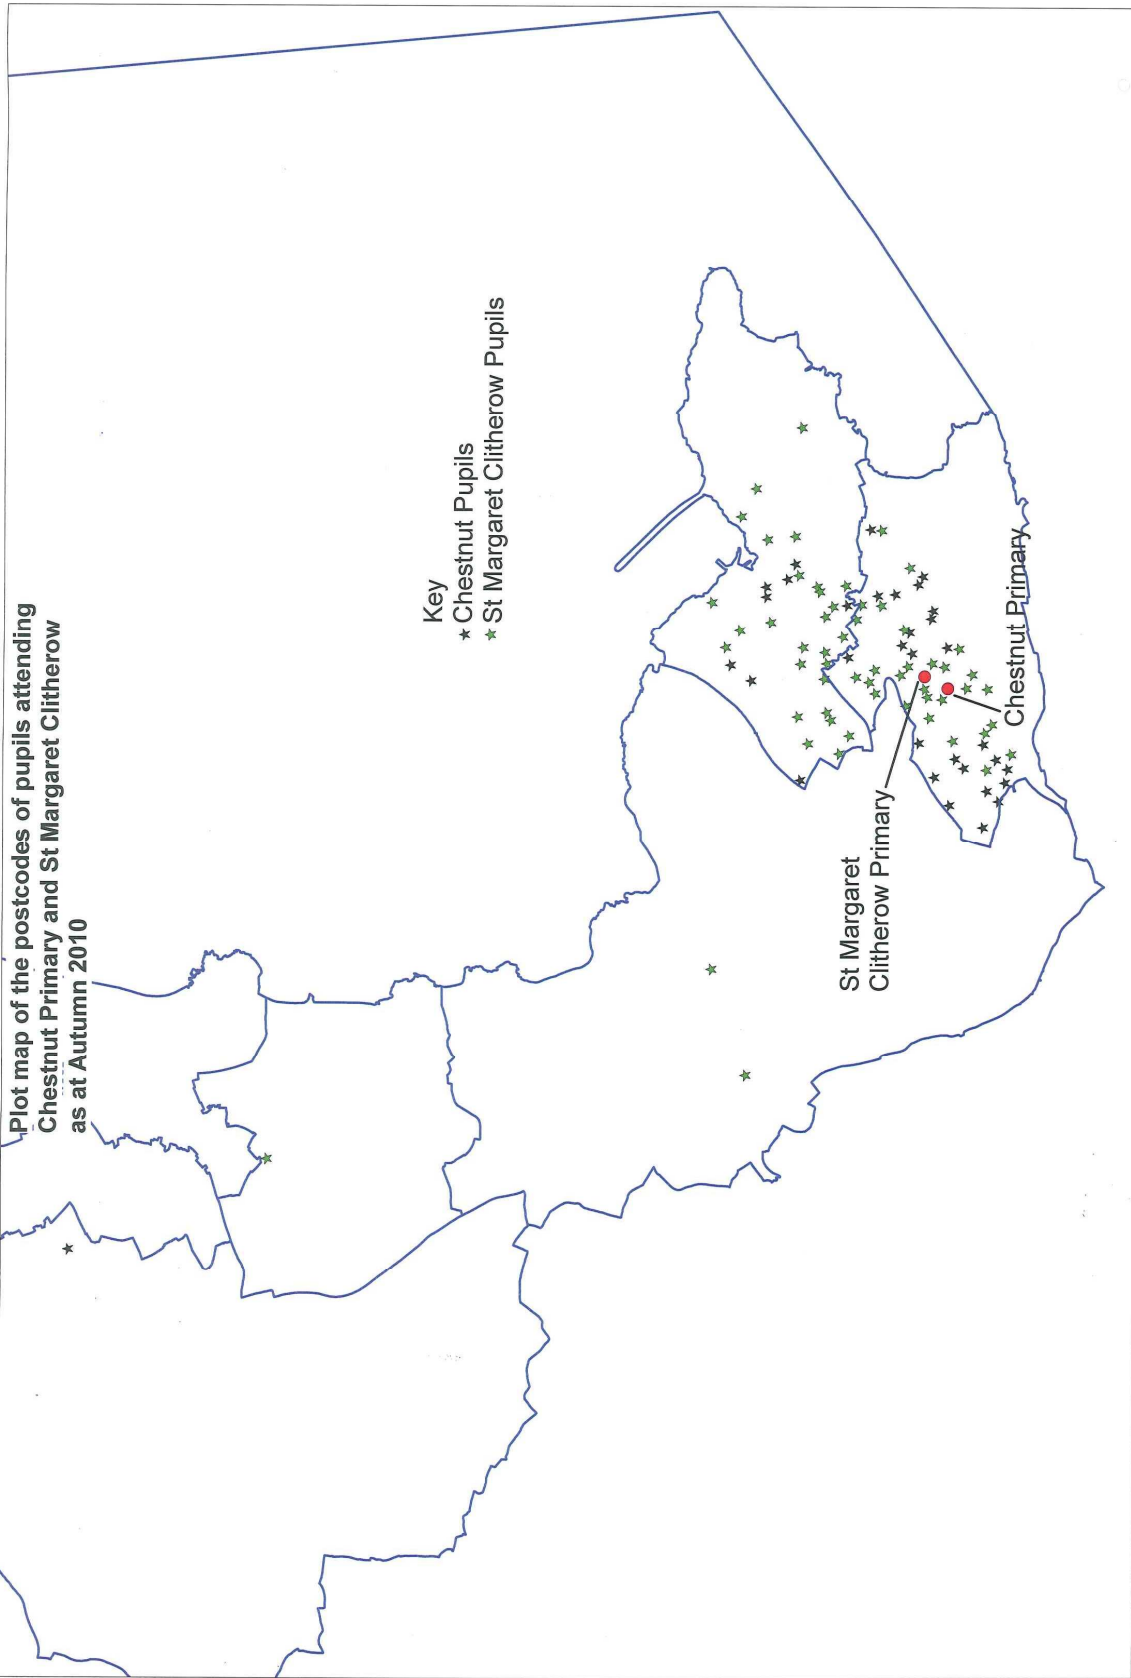 Plot map of the postcodes of pupils attending
Chestnut Primary and St Margaret Clitherow
as at Autumn 2010
Key
Chestnut Pupils
St Margaret Clitherow Pupils
St Margaret
Clitherow Primary
Chestnut Primary